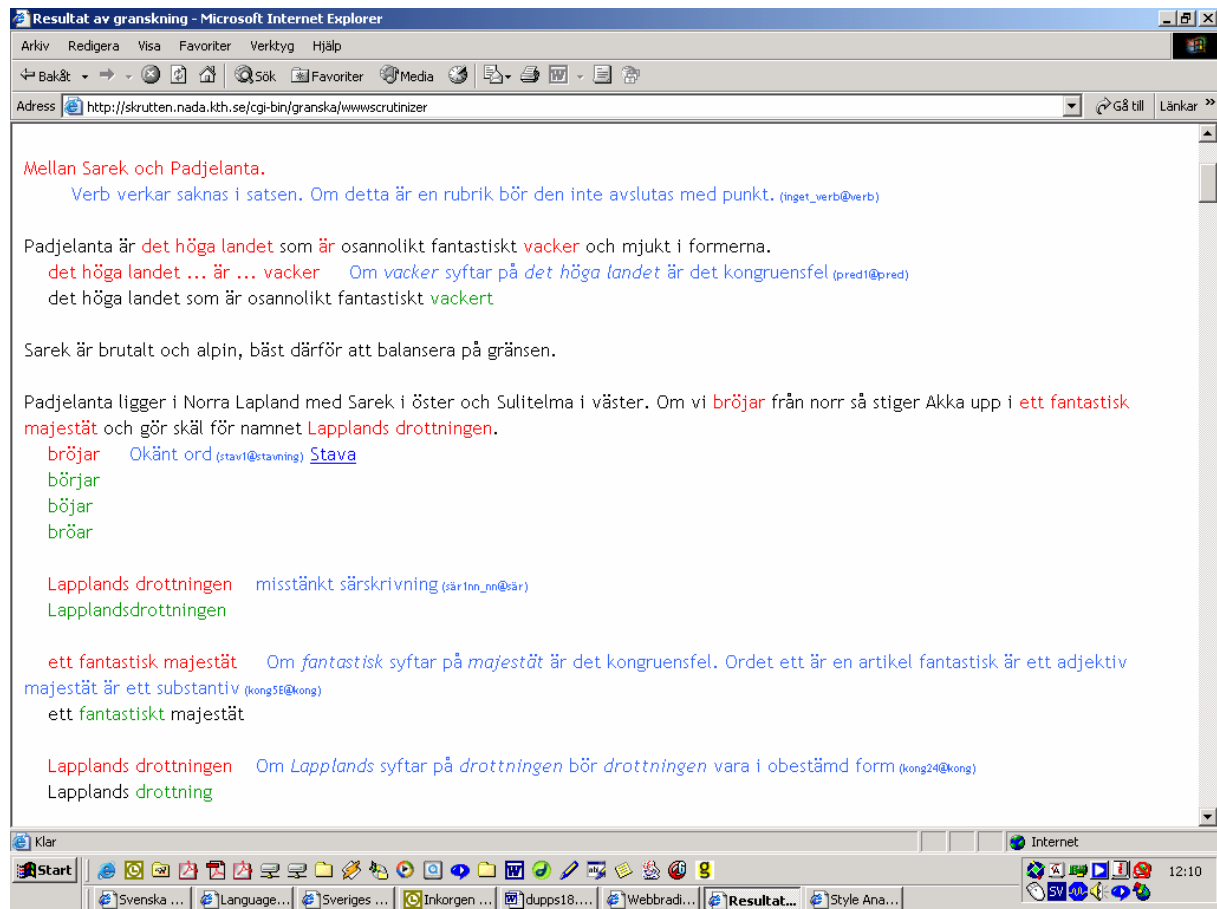 Resultat av granskning - Microsoft Internet Explorer
Arkiv Redigera Visa Favoriter Verktyg Hjälp
Bakåt Sök Favoriter Media
Adress http://skrutten.nada.kth.se/cgi-bin/granska/wwwscrutinizer Gå till Länkar »
Mellan Sarek och Padjelanta.
Verb verkar saknas i satsen. Om detta är en rubrik bör den inte avslutas med punkt. (inget_verb@verb)
Padjelanta är det höga landet som är osannolikt fantastiskt vacker och mjukt i formerna.
det höga landet ... är ... vacker Om vacker syftar på det höga landet är det kongruensfel (pred1@pred)
det höga landet som är osannolikt fantastiskt vackert
Sarek är brutalt och alpin, bäst därför att balansera på gränsen.
Padjelanta ligger i Norra Lapland med Sarek i öster och Sulitelma i väster. Om vi bröjar från norr så stiger Akka upp i ett fantastisk
majestät och gör skäl för namnet Lapplands drottningen.
bröjar Okänt ord (stav1@stavning) Stava
börjar
böjar
bröar
Lapplands drottningen misstänkt särskrivning (sär1nn_nn@sär)
Lapplandsdrottningen
ett fantastisk majestät Om fantastisk syftar på majestät är det kongruensfel. Ordet ett är en artikel fantastisk är ett adjektiv
majestät är ett substantiv (kong5E@kong)
ett fantastiskt majestät
Lapplands drottningen Om Lapplands syftar på drottningen bör drottningen vara i obestämd form (kong24@kong)
Lapplands drottning
Klar Internet
Start 12:10
Svenska ... Language... Sveriges ... Inkorgen ... dupps18.... Webbradi... Resultat... Style Ana... SV